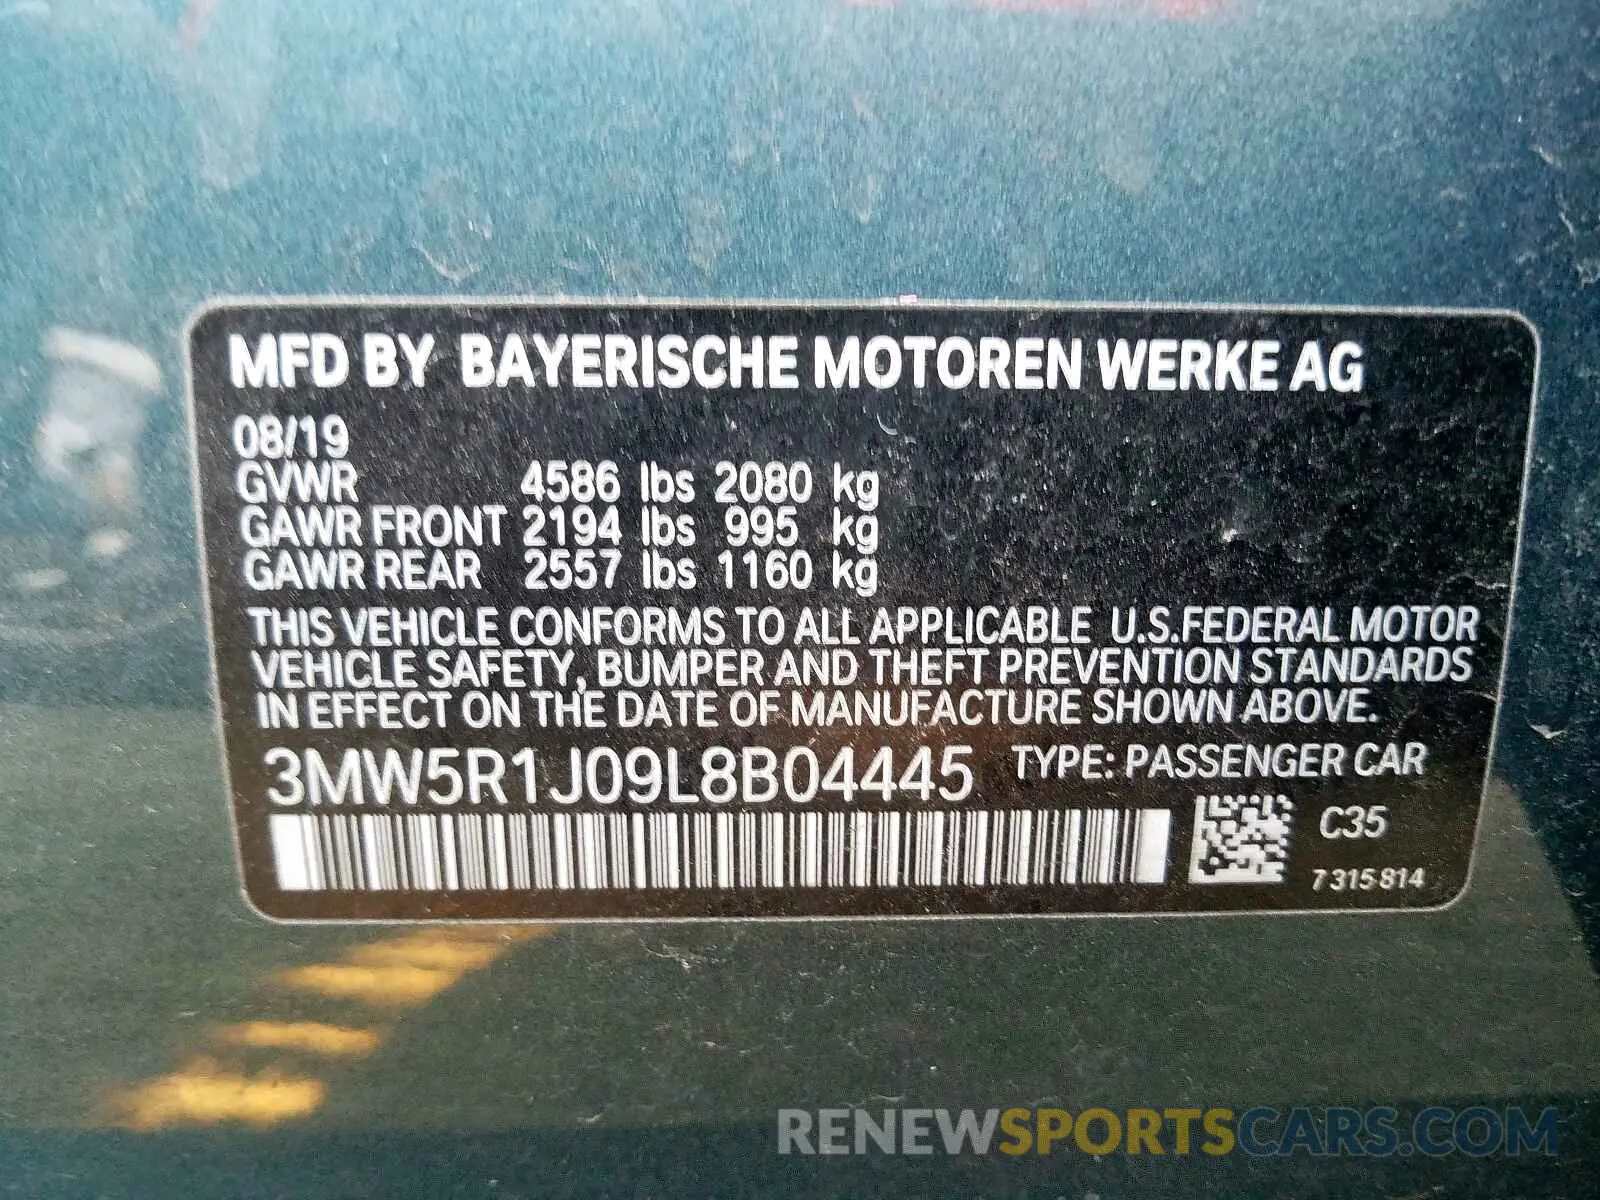 MFD BY BAYERISCHE MOTOREN WERKE AG
08/19
GVWR 4586 lbs 2080 kg
GAWR FRONT 2194 lbs 995 kg
GAWR REAR 2557 lbs 1160 kg
THIS VEHICLE CONFORMS TO ALL APPLICABLE U.S.FEDERAL MOTOR
VEHICLE SAFETY, BUMPER AND THEFT PREVENTION STANDARDS
IN EFFECT ON THE DATE OF MANUFACTURE SHOWN ABOVE.
3MW5R1J09L8B04445 TYPE: PASSENGER CAR
C35
7315814
RENEWSPORTSCARS.COM